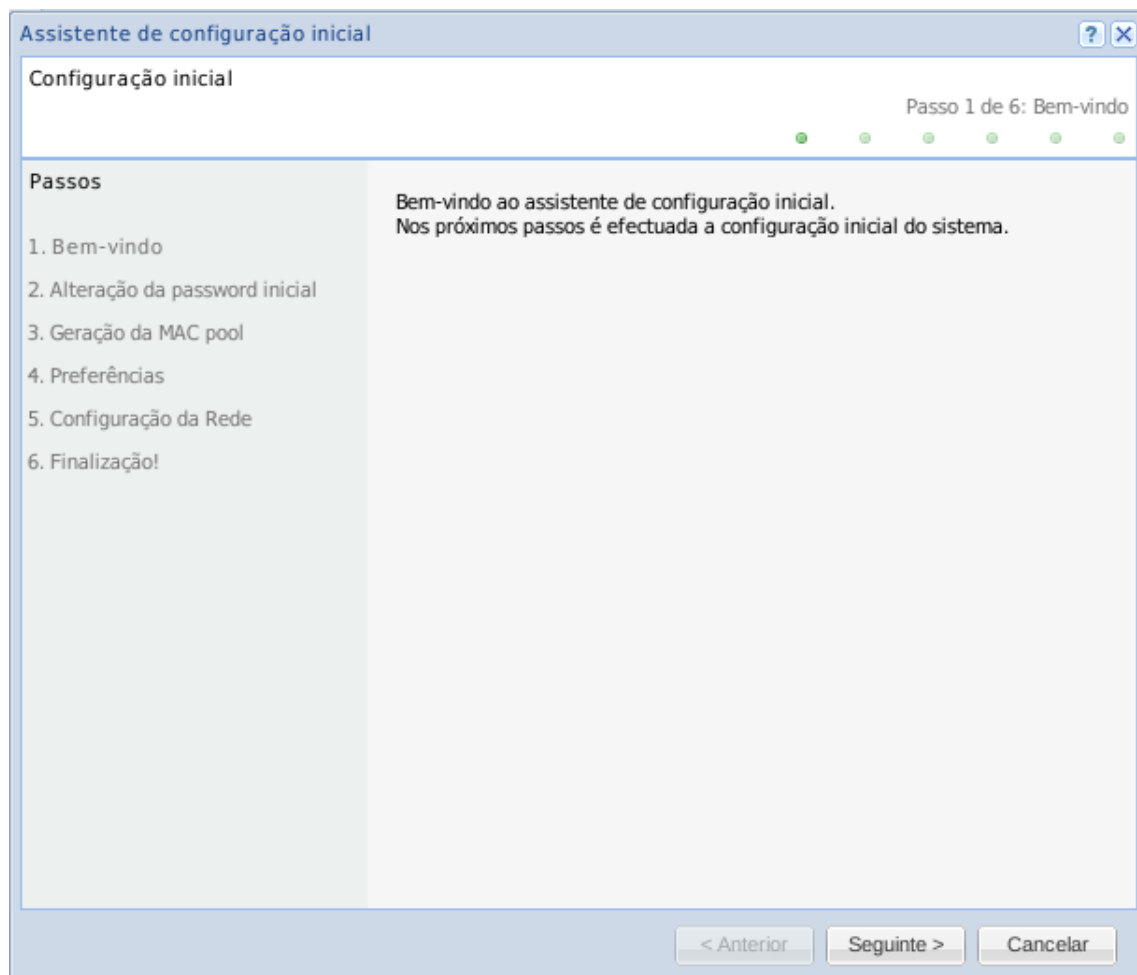 Assistente de configuração inicial
?
Configuração inicial
Passo 1 de 6: Bem-vindo
Passos
1. Bem-vindo
2. Alteração da password inicial
3. Geração da MAC pool
4. Preferências
5. Configuração da Rede
6. Finalização!
Bem-vindo ao assistente de configuração inicial.
Nos próximos passos é efectuada a configuração inicial do sistema.
< Anterior
Seguinte >
Cancelar